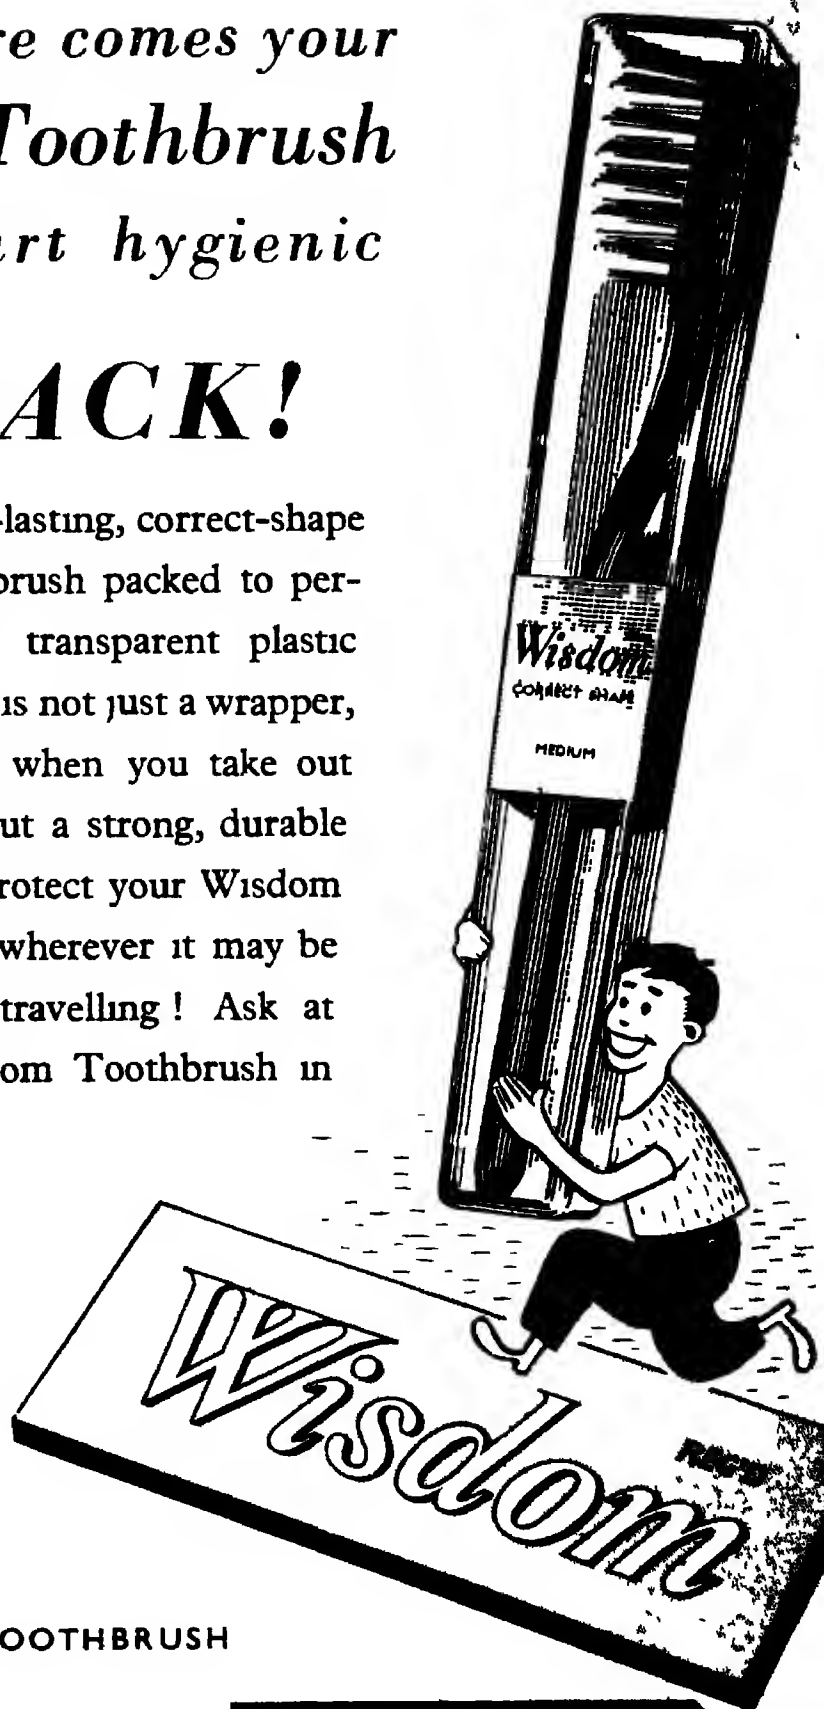 re comes your
Toothbrush
rt hygienic
ACK!
-lasting, correct-shape
brush packed to per-
transparent plastic
is not just a wrapper,
when you take out
ut a strong, durable
rotect your Wisdom
wherever it may be
travelling ! Ask at
om Toothbrush in
Wisdom
CORRECT SHAPE
MEDIUM
Wisdom
REGD
OOTHBRUSH